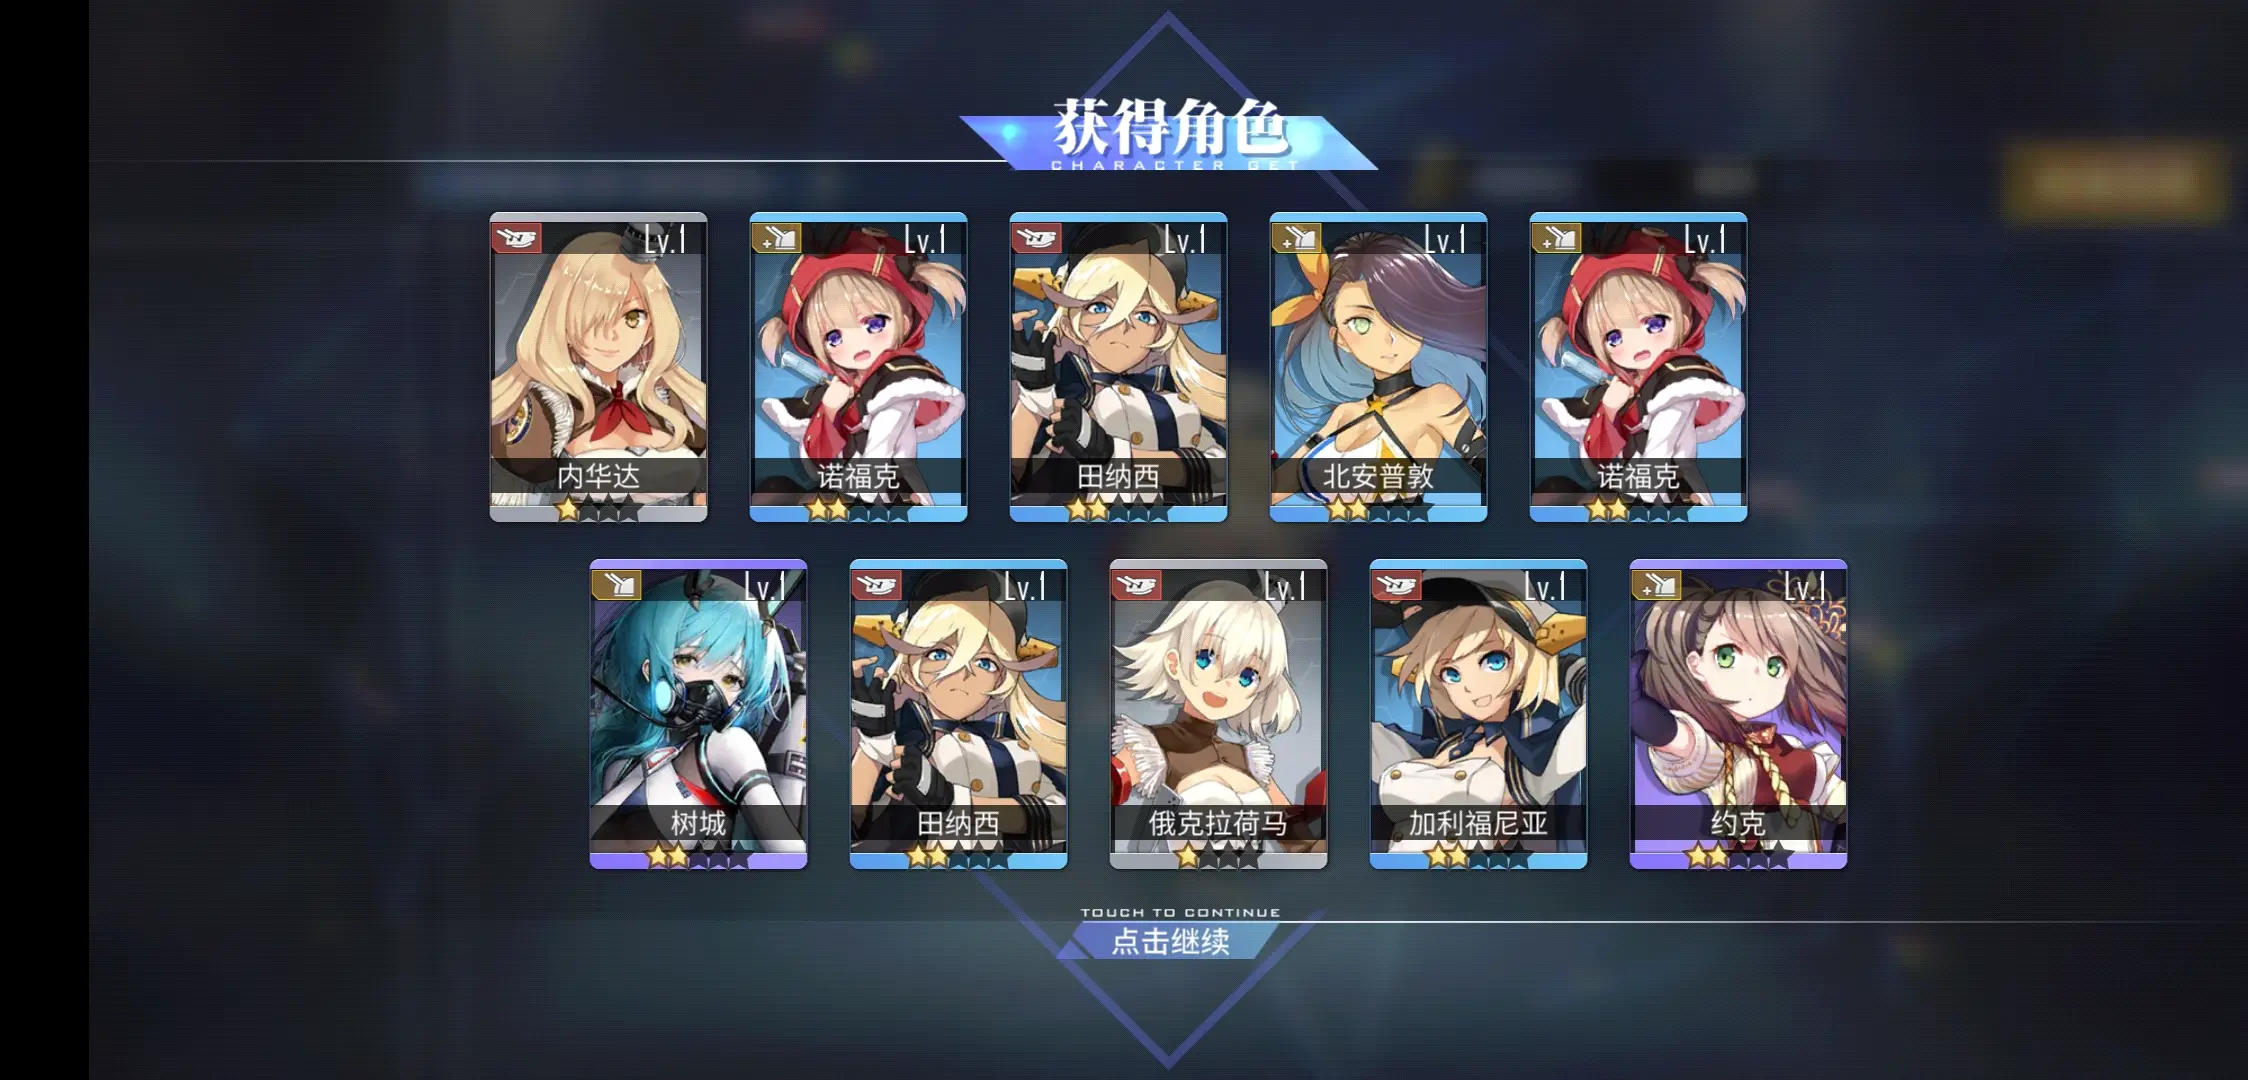 获得角色
CHARACTER GET
Lv.1
Lv.1
Lv.1
Lv.1
Lv.1
内华达
诺福克
田纳西
北安普敦
诺福克
Lv.1
Lv.1
Lv.1
Lv.1
Lv.1
树城
田纳西
俄克拉荷马
加利福尼亚
约克
TOUCH TO CONTINUE
点击继续